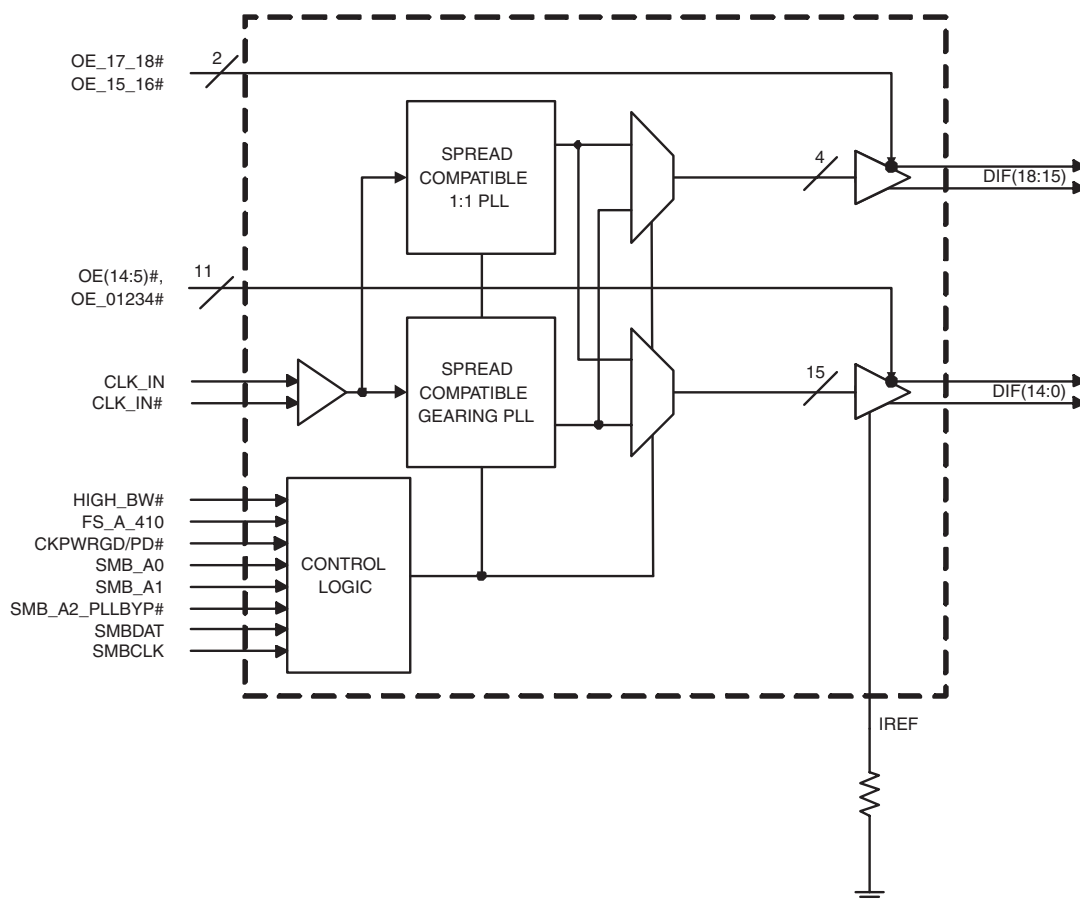 OE_17_18#
OE_15_16#
2
SPREAD
COMPATIBLE
1:1 PLL
4
DIF(18:15)
OE(14:5)#,
OE_01234#
11
CLK_IN
CLK_IN#
SPREAD
COMPATIBLE
GEARING PLL
15
DIF(14:0)
HIGH_BW#
FS_A_410
CKPWRGD/PD#
SMB_A0
SMB_A1
SMB_A2_PLLBYP#
SMBDAT
SMBCLK
CONTROL
LOGIC
IREF